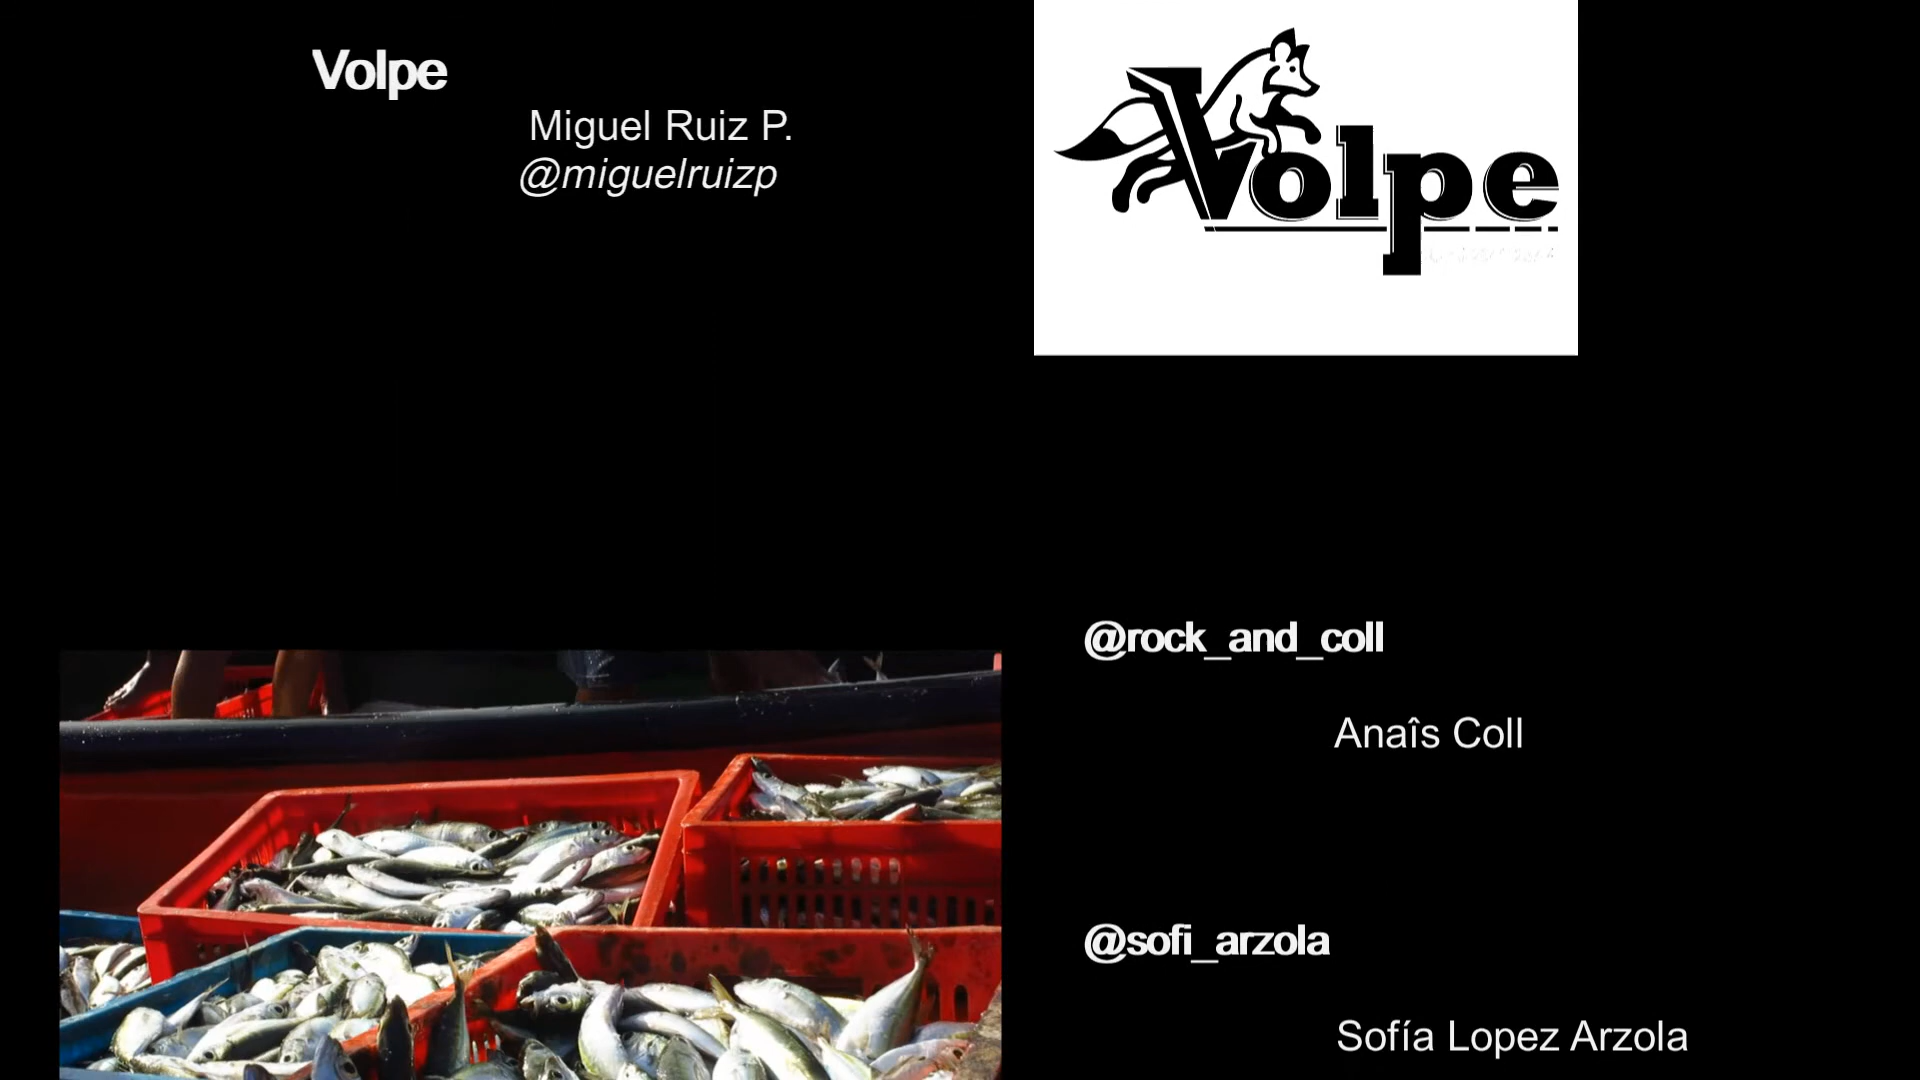 Volpe
Miguel Ruiz P.
@miguelruizp
Volpe
@rock_and_coll
Anaîs Coll
@sofi_arzola
Sofía Lopez Arzola